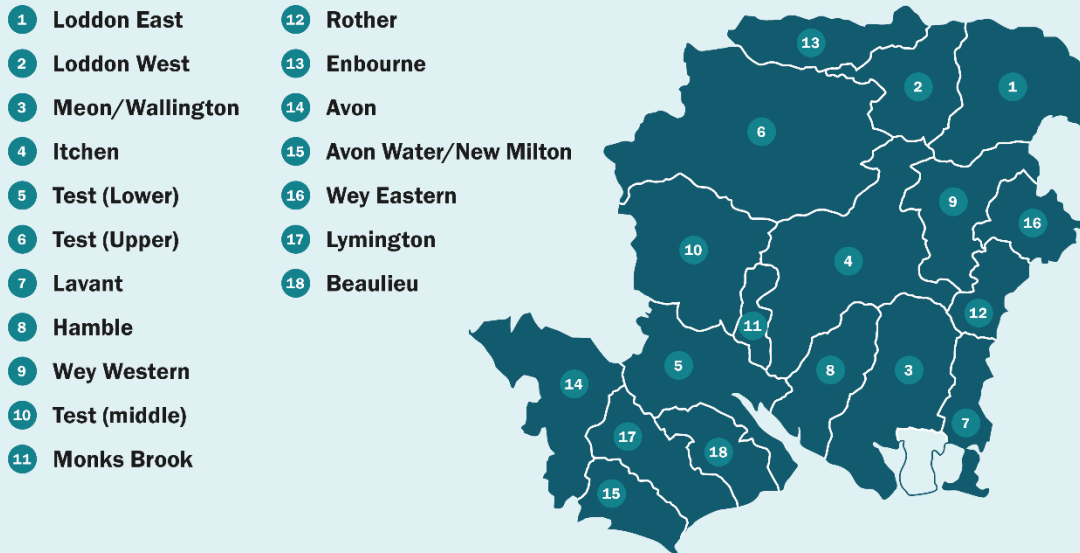 1 Loddon East
2 Loddon West
3 Meon/Wallington
4 Itchen
5 Test (Lower)
6 Test (Upper)
7 Lavant
8 Hamble
9 Wey Western
10 Test (middle)
11 Monks Brook
12 Rother
13 Enbourne
14 Avon
15 Avon Water/New Milton
16 Wey Eastern
17 Lymington
18 Beaulieu
13
2
1
6
9
16
10
4
12
11
5
8
3
14
7
17
18
15